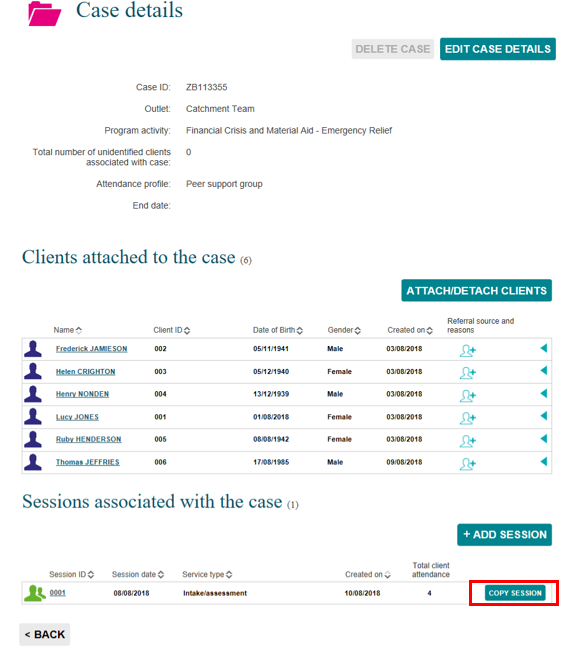 Case details
DELETE CASE EDIT CASE DETAILS
Case ID: ZB113355
Outlet: Catchment Team
Program activity: Financial Crisis and Material Aid - Emergency Relief
Total number of unidentified clients 0
associated with case:
Attendance profile: Peer support group
End date:
Clients attached to the case (6)
ATTACH/DETACH CLIENTS
Referral source and
Name Client ID Date of Birth Gender Created on reasons
Frederick JAMIESON 002 05/11/1941 Male 03/08/2018
Helen CRIGHTON 003 05/12/1940 Female 03/08/2018
Henry NONDEN 004 13/12/1939 Male 03/08/2018
Lucy JONES 001 01/08/2018 Female 03/08/2018
Ruby HENDERSON 005 08/08/1942 Female 03/08/2018
Thomas JEFFRIES 006 17/08/1985 Male 09/08/2018
Sessions associated with the case (1)
+ ADD SESSION
Total client
Session ID Session date Service type Created on attendance
0001 08/08/2018 Intake/assessment 10/08/2018 4 COPY SESSION
< BACK